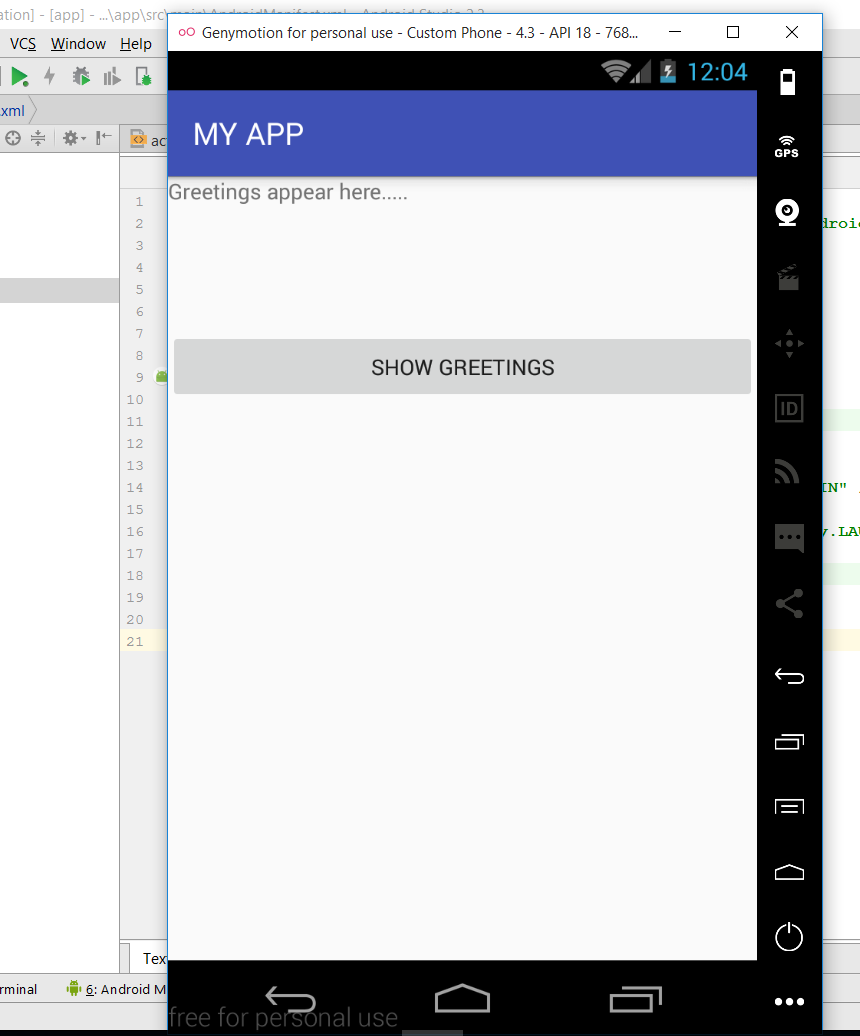 ation] - [app] - ...\app\src\main\AndroidManifest.xml - Android Studio 2.2
Genymotion for personal use - Custom Phone - 4.3 - API 18 - 768...
VCS Window Help
12:04
xml
GPS
MY APP
ac
Greetings appear here.....
1
2
droid
3
4
5
6
7
8
SHOW GREETINGS
9
10
ID
11
12
13
14
IN"
15
16
y.LAU
17
18
19
20
21
Tex
rminal
6: Android M
free for personal use